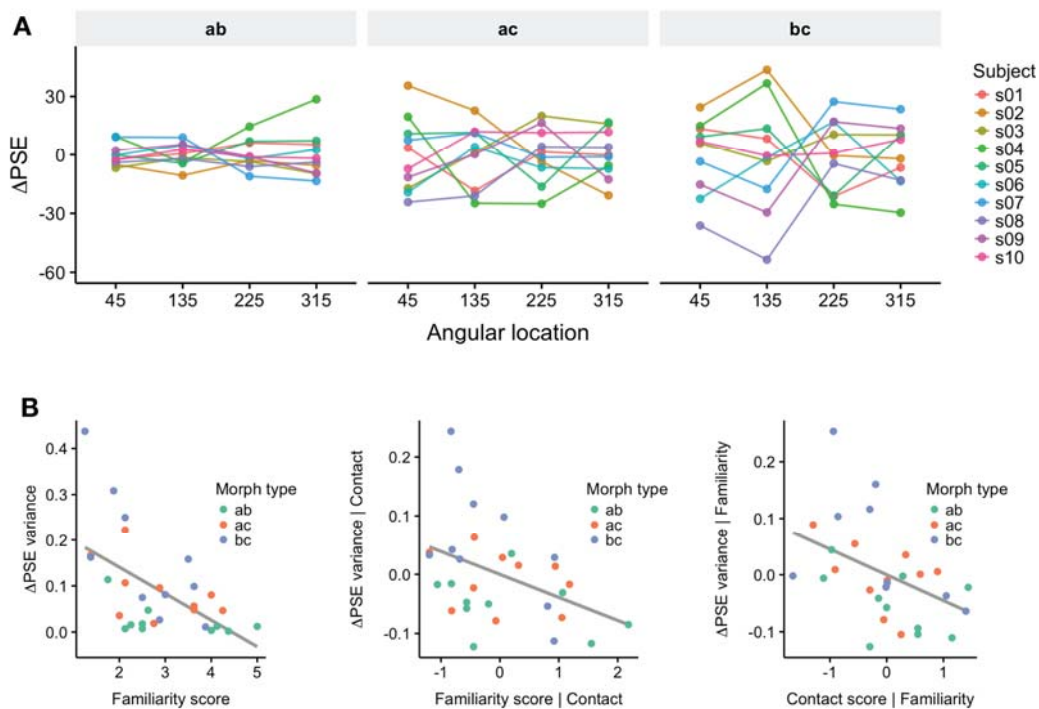 A
ab
ac
bc
ΔPSE
30
0
-30
-60
45 135 225 315
45 135 225 315
45 135 225 315
Angular location
Subject
s01
s02
s03
s04
s05
s06
s07
s08
s09
s10
B
ΔPSE variance
0.4
0.3
0.2
0.1
0.0
2 3 4 5
Familiarity score
Morph type
ab
ac
bc
ΔPSE variance | Contact
0.2
0.1
0.0
-0.1
-1 0 1 2
Familiarity score | Contact
Morph type
ab
ac
bc
ΔPSE variance | Familiarity
0.2
0.1
0.0
-0.1
-1 0 1
Contact score | Familiarity
Morph type
ab
ac
bc